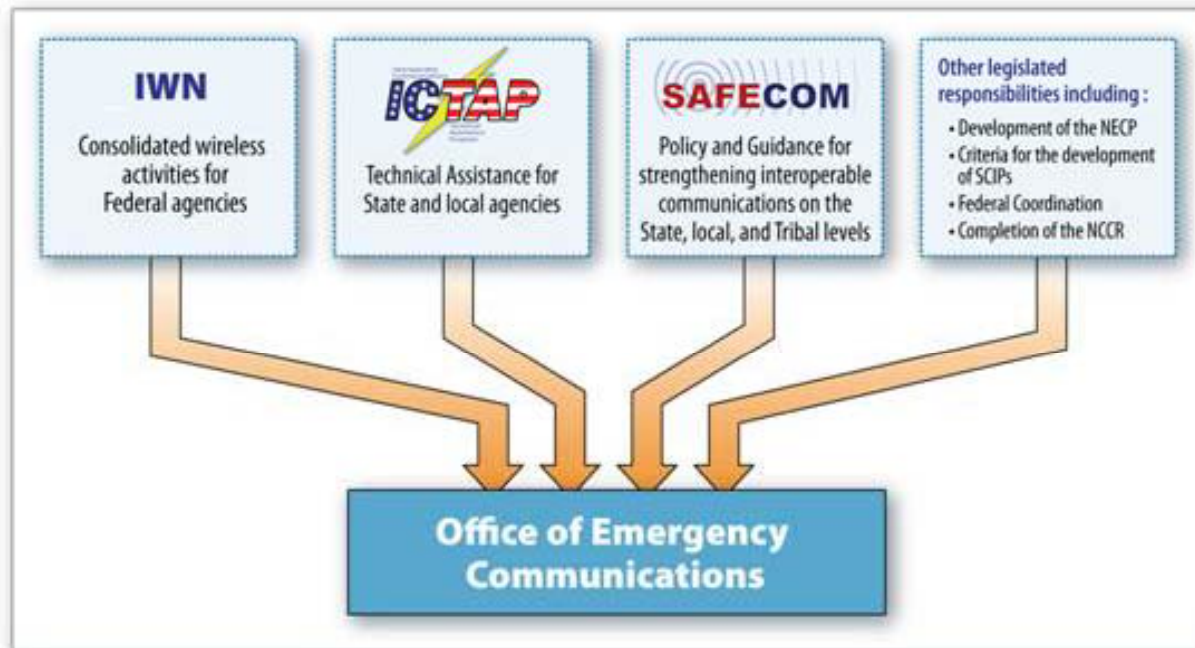 IWN
Consolidated wireless
activities for
Federal agencies
ICTAP
Technical Assistance for
State and local agencies
SAFECOM
Policy and Guidance for
strengthening interoperable
communications on the
State, local, and Tribal levels
Other legislated
responsibilities including :
• Development of the NECP
• Criteria for the development
of SCIPs
• Federal Coordination
• Completion of the NCCR
Office of Emergency
Communications